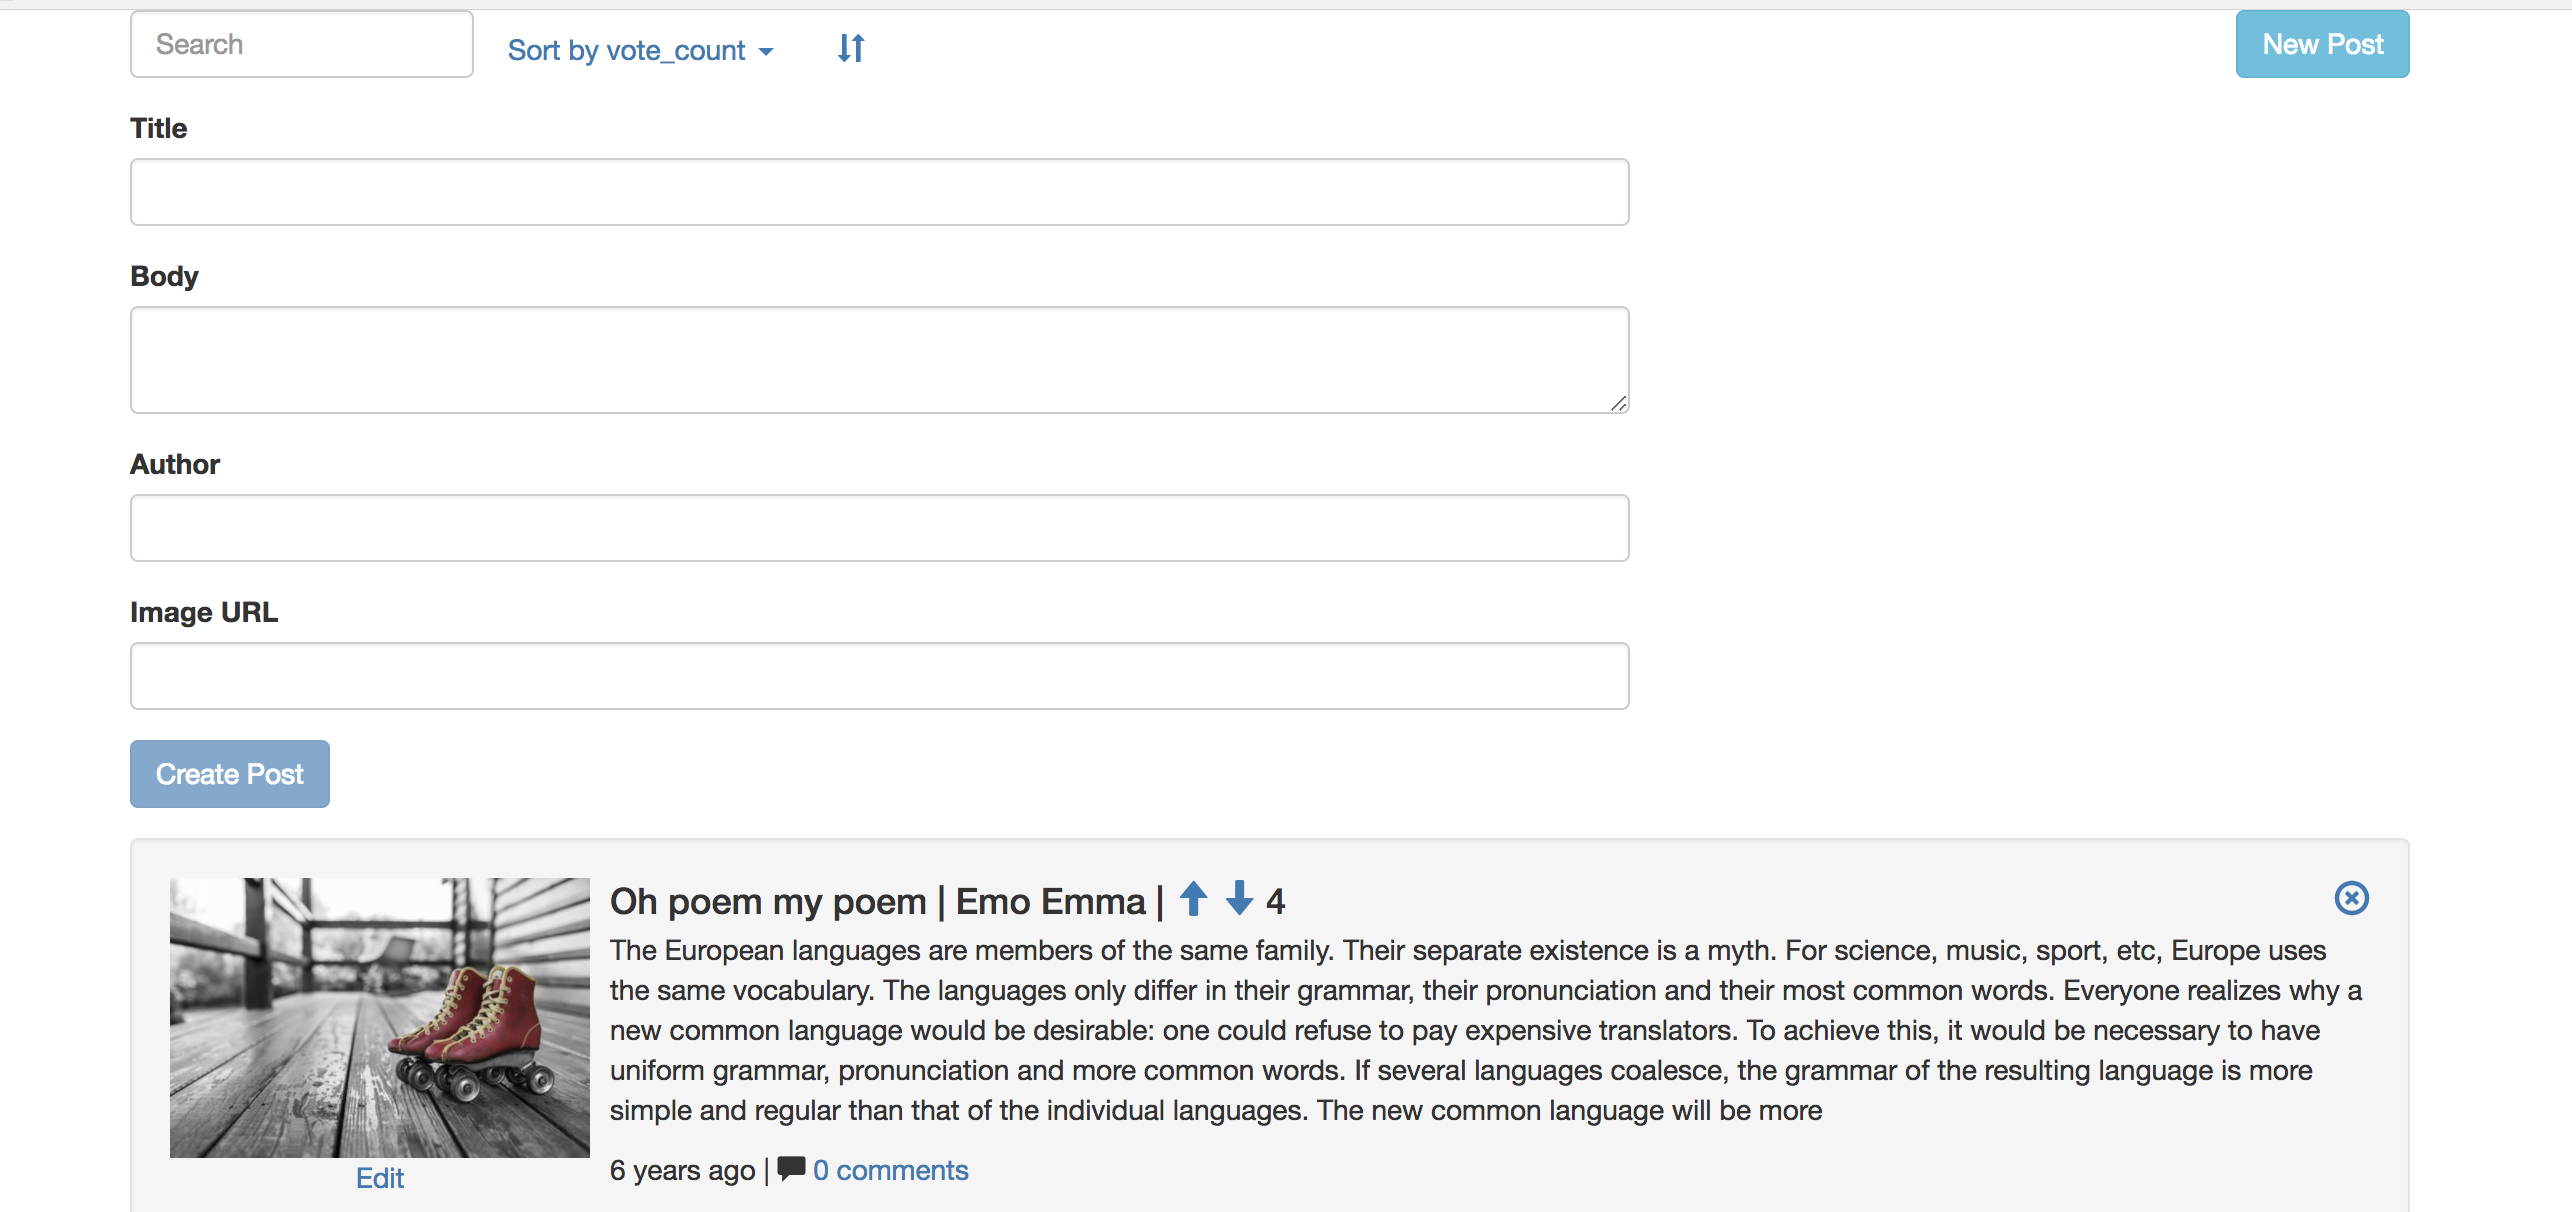 Search
Sort by vote_count
New Post
Title
Body
Author
Image URL
Create Post
Oh poem my poem | Emo Emma | 4
The European languages are members of the same family. Their separate existence is a myth. For science, music, sport, etc, Europe uses
the same vocabulary. The languages only differ in their grammar, their pronunciation and their most common words. Everyone realizes why a
new common language would be desirable: one could refuse to pay expensive translators. To achieve this, it would be necessary to have
uniform grammar, pronunciation and more common words. If several languages coalesce, the grammar of the resulting language is more
simple and regular than that of the individual languages. The new common language will be more
6 years ago | 0 comments
Edit